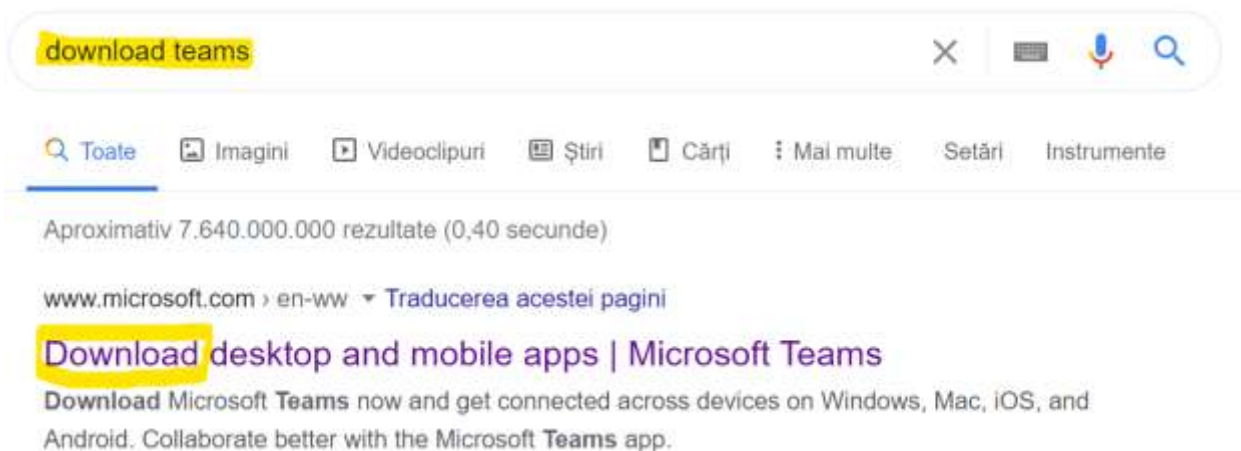 download teams
Toate Imagini Videoclipuri Știri Cărți Mai multe Setări Instrumente
Aproximativ 7.640.000.000 rezultate (0,40 secunde)
www.microsoft.com › en-ww Traducerea acestei pagini
Download desktop and mobile apps | Microsoft Teams
Download Microsoft Teams now and get connected across devices on Windows, Mac, iOS, and
Android. Collaborate better with the Microsoft Teams app.